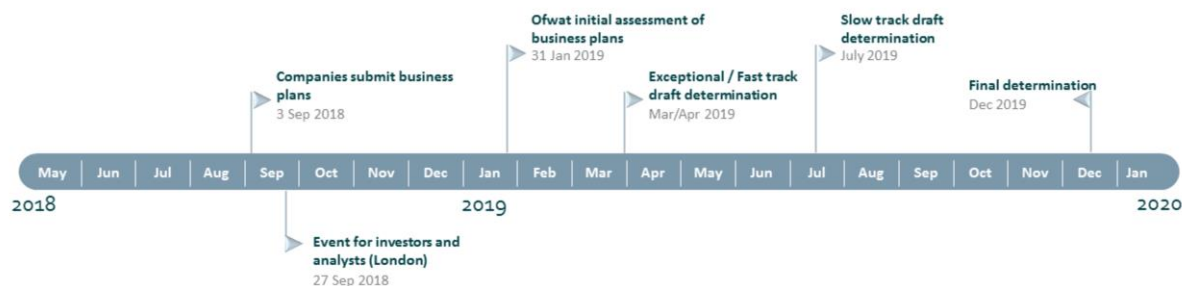 Ofwat initial assessment of
business plans
31 Jan 2019
Slow track draft
determination
July 2019
Companies submit business
plans
3 Sep 2018
Exceptional / Fast track
draft determination
Mar/Apr 2019
Final determination
Dec 2019
May Jun Jul Aug Sep Oct Nov Dec Jan Feb Mar Apr May Jun Jul Aug Sep Oct Nov Dec Jan
2018 2019 2020
Event for investors and
analysts (London)
27 Sep 2018